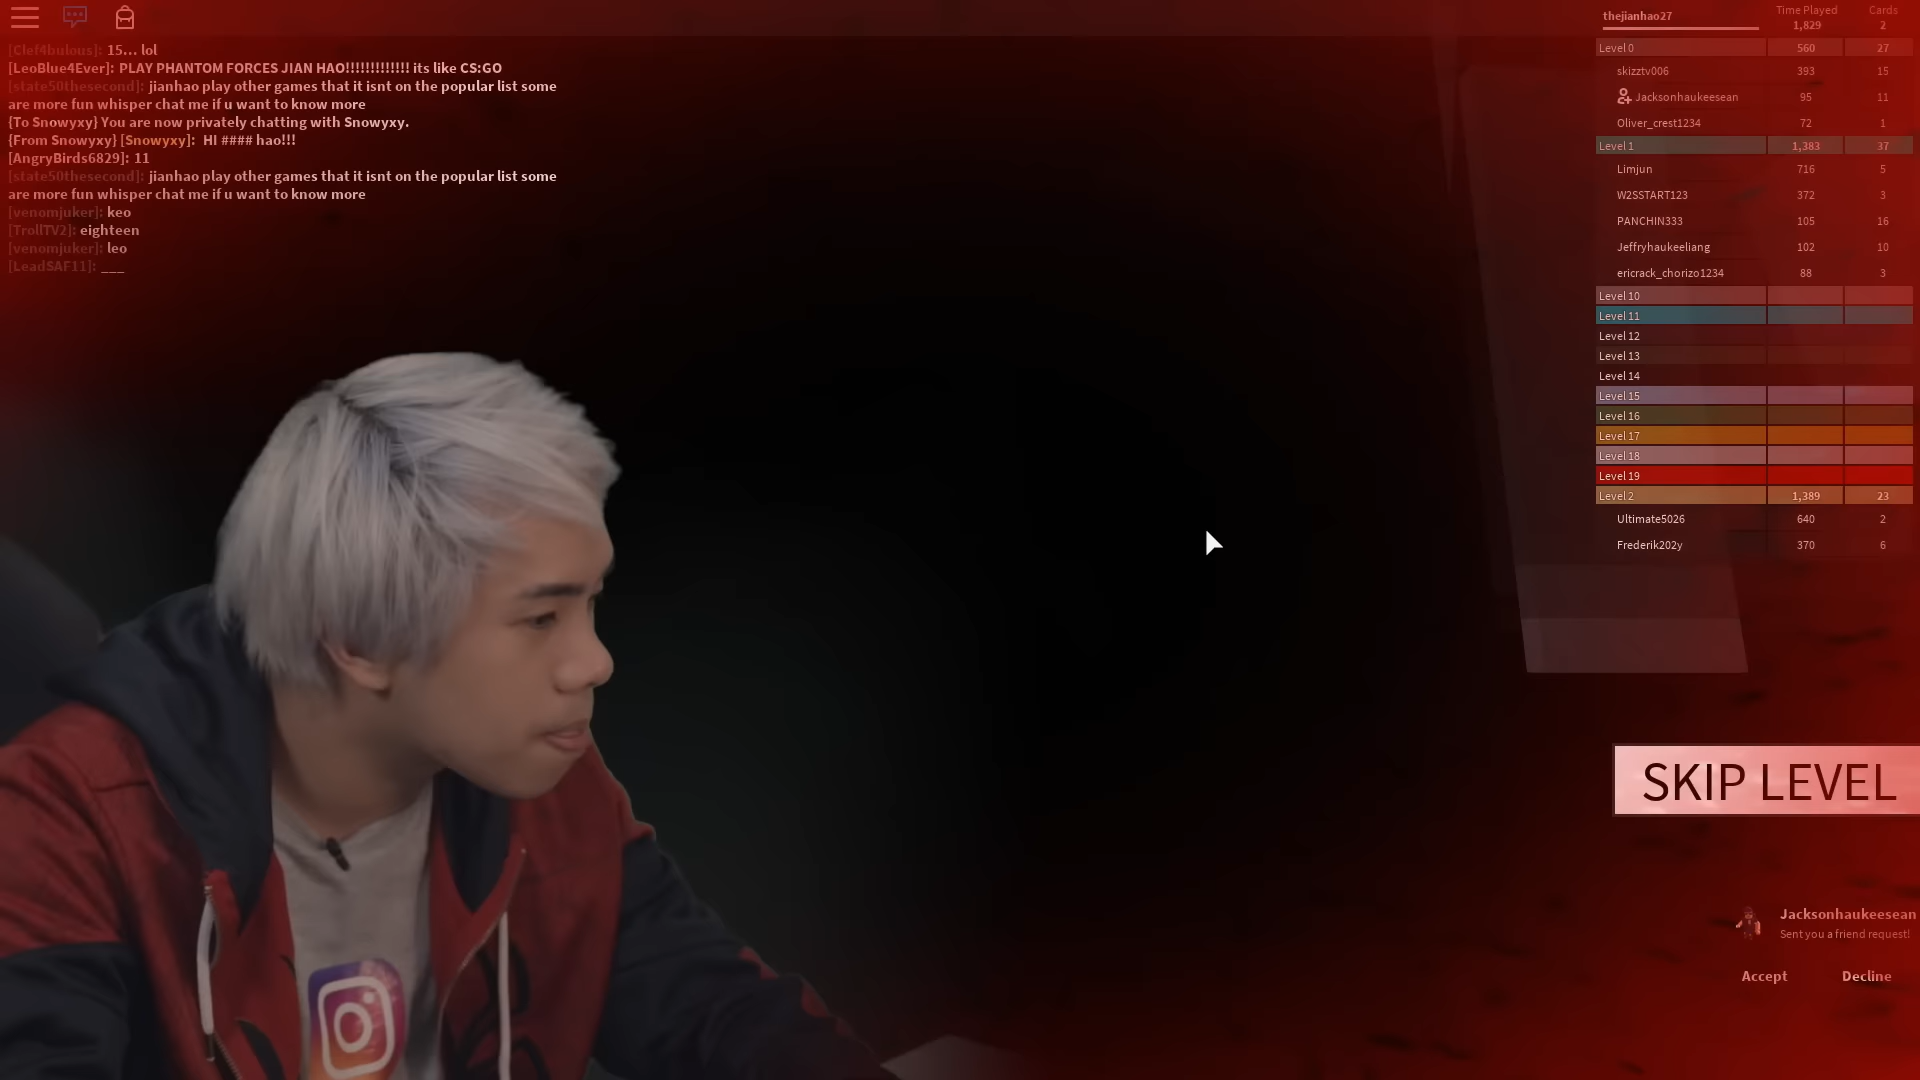 [Clef4bulous]: 15... lol
[LeoBlue4Ever]: PLAY PHANTOM FORCES JIAN HAO!!!!!!!!!!!!! its like CS:GO
[state50thesecond]: jianhao play other games that it isnt on the popular list some
are more fun whisper chat me if u want to know more
{To Snowyxy} You are now privately chatting with Snowyxy.
{From Snowyxy} [Snowyxy]: HI #### hao!!!
[AngryBirds6829]: 11
[state50thesecond]: jianhao play other games that it isnt on the popular list some
are more fun whisper chat me if u want to know more
[venomjuker]: keo
[TrollTV2]: eighteen
[venomjuker]: leo
[LeadSAF11]: ___
thejianhao27 Time Played 1,829 Cards 2
Level 0 560 27
skizztv006 393 15
Jacksonhaukeesean 95 11
Oliver_crest1234 72 1
Level 1 1,383 37
Limjun 716 5
W2SSTART123 372 3
PANCHIN333 105 16
Jeffryhaukeeliang 102 10
ericrack_chorizo1234 88 3
Level 10
Level 11
Level 12
Level 13
Level 14
Level 15
Level 16
Level 17
Level 18
Level 19
Level 2 1,389 23
Ultimate5026 640 2
Frederik202y 370 6
SKIP LEVEL
Jacksonhaukeesean
Sent you a friend request!
Accept Decline